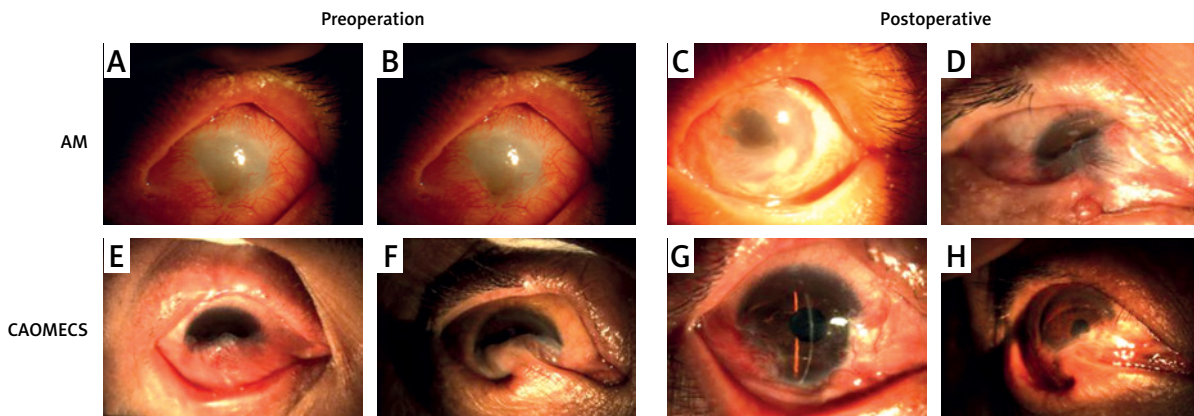 Preoperation Postoperative
A B C D
AM
E F G H
CAOMECS